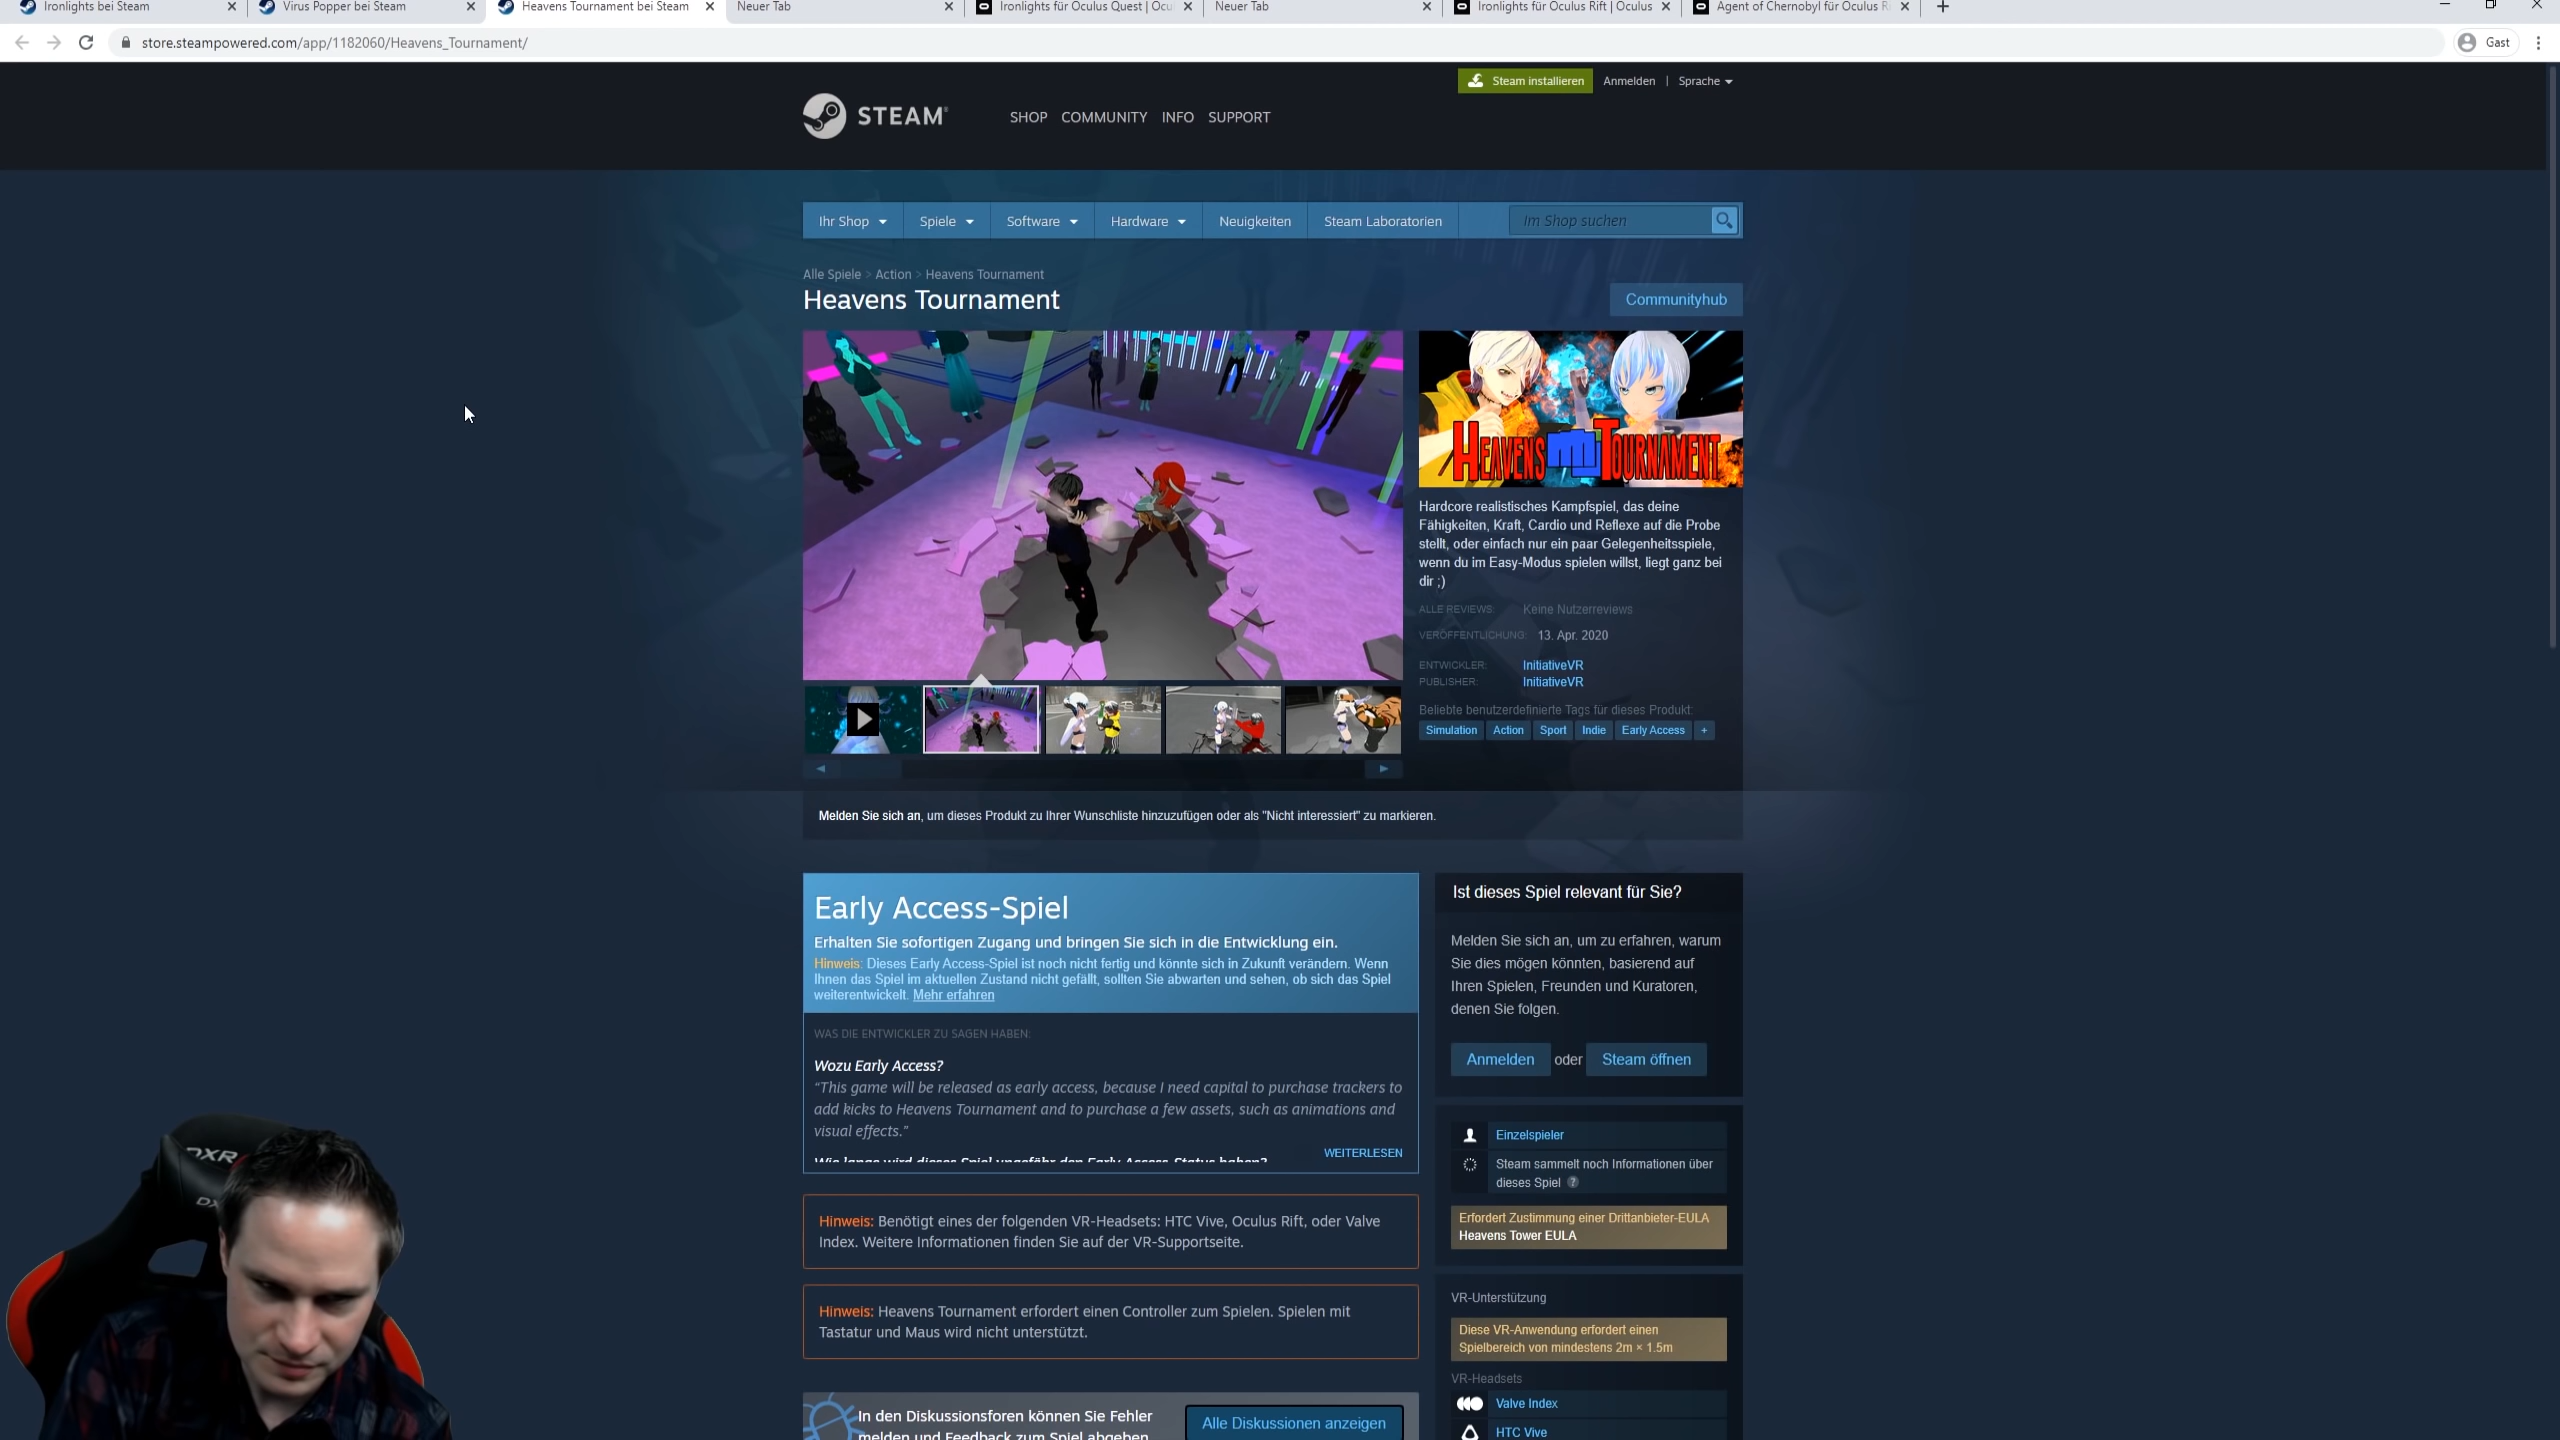 Ironlights bei Steam
Virus Popper bei Steam
Heavens Tournament bei Steam
Neuer Tab
Ironlights für Oculus Quest | Ocu
Neuer Tab
Ironlights für Oculus Rift | Oculus
Agent of Chernobyl für Oculus R
store.steampowered.com/app/1182060/Heavens_Tournament/
Gast
Steam installieren
Anmelden | Sprache
STEAM
SHOP COMMUNITY INFO SUPPORT
Ihr Shop Spiele Software Hardware Neuigkeiten Steam Laboratorien
Im Shop suchen
Alle Spiele > Action > Heavens Tournament
Heavens Tournament
Communityhub
HEAVENS TOURNAMENT
Hardcore realistisches Kampfspiel, das deine
Fähigkeiten, Kraft, Cardio und Reflexe auf die Probe
stellt, oder einfach nur ein paar Gelegenheitsspiele,
wenn du im Easy-Modus spielen willst, liegt ganz bei
dir ;)
ALLE REVIEWS: Keine Nutzerreviews
VERÖFFENTLICHUNG: 13. Apr. 2020
ENTWICKLER: InitiativeVR
PUBLISHER: InitiativeVR
Beliebte benutzerdefinierte Tags für dieses Produkt:
Simulation Action Sport Indie Early Access +
Melden Sie sich an, um dieses Produkt zu Ihrer Wunschliste hinzuzufügen oder als "Nicht interessiert" zu markieren.
Early Access-Spiel
Erhalten Sie sofortigen Zugang und bringen Sie sich in die Entwicklung ein.
Hinweis: Dieses Early Access-Spiel ist noch nicht fertig und könnte sich in Zukunft verändern. Wenn
Ihnen das Spiel im aktuellen Zustand nicht gefällt, sollten Sie abwarten und sehen, ob sich das Spiel
weiterentwickelt. Mehr erfahren
WAS DIE ENTWICKLER ZU SAGEN HABEN:
Wozu Early Access?
"This game will be released as early access, because I need capital to purchase trackers to
add kicks to Heavens Tournament and to purchase a few assets, such as animations and
visual effects."
Wie lange wird dieses Spiel ungefähr den Early Access-Status haben?
WEITERLESEN
Hinweis: Benötigt eines der folgenden VR-Headsets: HTC Vive, Oculus Rift, oder Valve
Index. Weitere Informationen finden Sie auf der VR-Supportseite.
Hinweis: Heavens Tournament erfordert einen Controller zum Spielen. Spielen mit
Tastatur und Maus wird nicht unterstützt.
In den Diskussionsforen können Sie Fehler
melden und Feedback zum Spiel abgeben
Alle Diskussionen anzeigen
Ist dieses Spiel relevant für Sie?
Melden Sie sich an, um zu erfahren, warum
Sie dies mögen könnten, basierend auf
Ihren Spielen, Freunden und Kuratoren,
denen Sie folgen.
Anmelden oder Steam öffnen
Einzelspieler
Steam sammelt noch Informationen über
dieses Spiel ?
Erfordert Zustimmung einer Drittanbieter-EULA
Heavens Tower EULA
VR-Unterstützung
Diese VR-Anwendung erfordert einen
Spielbereich von mindestens 2m × 1.5m
VR-Headsets
Valve Index
HTC Vive
DXR